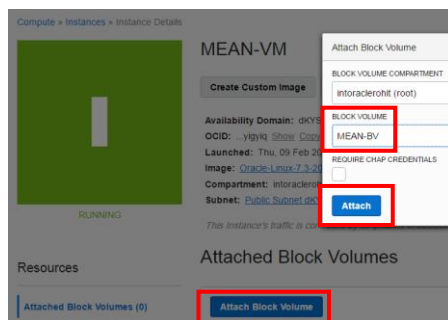 Compute » Instances » Instance Details
MEAN-VM
Create Custom Image
Availability Domain: dKYS
OCID: ...yigyiq Show Copy
Launched: Thu, 09 Feb 20
Image: Oracle-Linux-7.3-20
Compartment: intoraclerohit
Subnet: Public Subnet dKY
This instance's traffic is con
RUNNING
Attach Block Volume
BLOCK VOLUME COMPARTMENT
intoraclerohit (root)
BLOCK VOLUME
MEAN-BV
REQUIRE CHAP CREDENTIALS
Attach
Resources
Attached Block Volumes (0)
Attached Block Volumes
Attach Block Volume